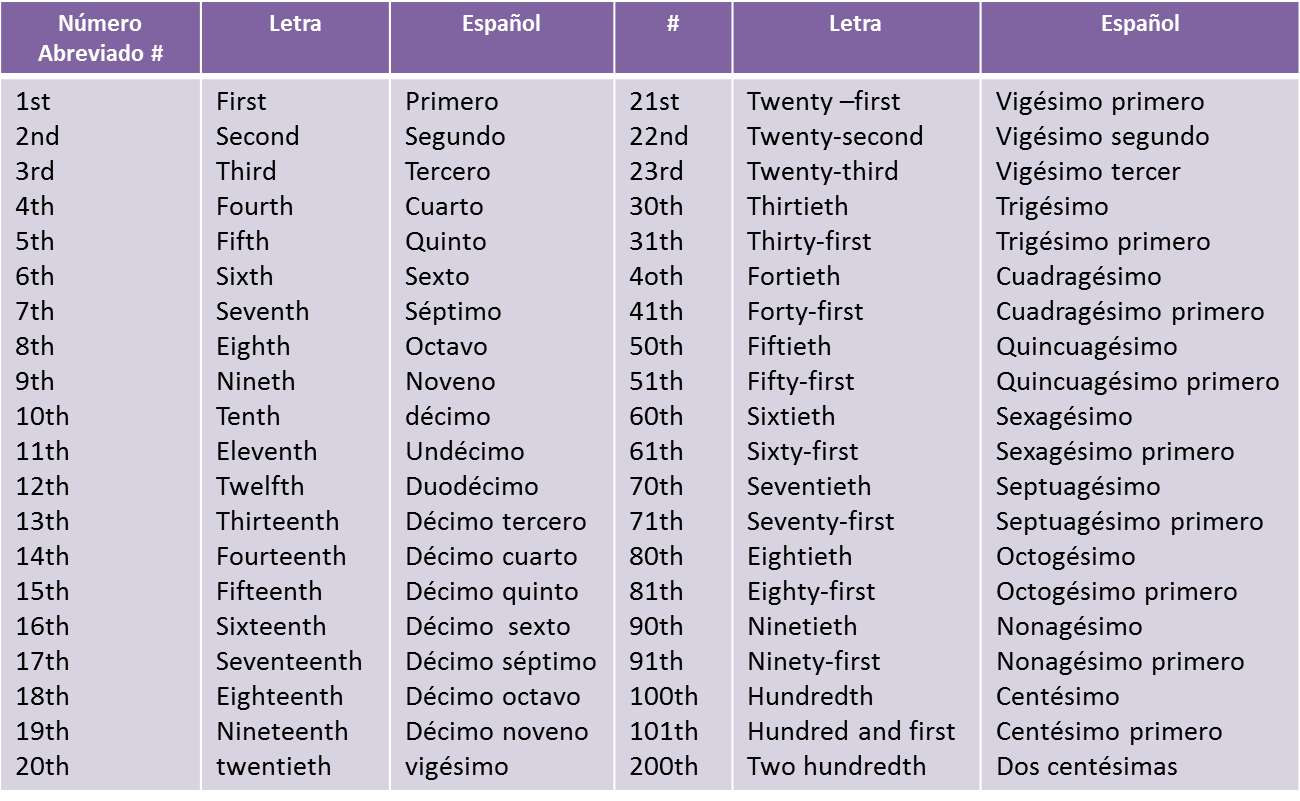 Número Abreviado # Letra Español # Letra Español
1st First Primero 21st Twenty –first Vigésimo primero
2nd Second Segundo 22nd Twenty-second Vigésimo segundo
3rd Third Tercero 23rd Twenty-third Vigésimo tercer
4th Fourth Cuarto 30th Thirtieth Trigésimo
5th Fifth Quinto 31th Thirty-first Trigésimo primero
6th Sixth Sexto 4oth Fortieth Cuadragésimo
7th Seventh Séptimo 41th Forty-first Cuadragésimo primero
8th Eighth Octavo 50th Fiftieth Quincuagésimo
9th Nineth Noveno 51th Fifty-first Quincuagésimo primero
10th Tenth décimo 60th Sixtieth Sexagésimo
11th Eleventh Undécimo 61th Sixty-first Sexagésimo primero
12th Twelfth Duodécimo 70th Seventieth Septuagésimo
13th Thirteenth Décimo tercero 71th Seventy-first Septuagésimo primero
14th Fourteenth Décimo cuarto 80th Eightieth Octogésimo
15th Fifteenth Décimo quinto 81th Eighty-first Octogésimo primero
16th Sixteenth Décimo sexto 90th Ninetieth Nonagésimo
17th Seventeenth Décimo séptimo 91th Ninety-first Nonagésimo primero
18th Eighteenth Décimo octavo 100th Hundredth Centésimo
19th Nineteenth Décimo noveno 101th Hundred and first Centésimo primero
20th twentieth vigésimo 200th Two hundredth Dos centésimas